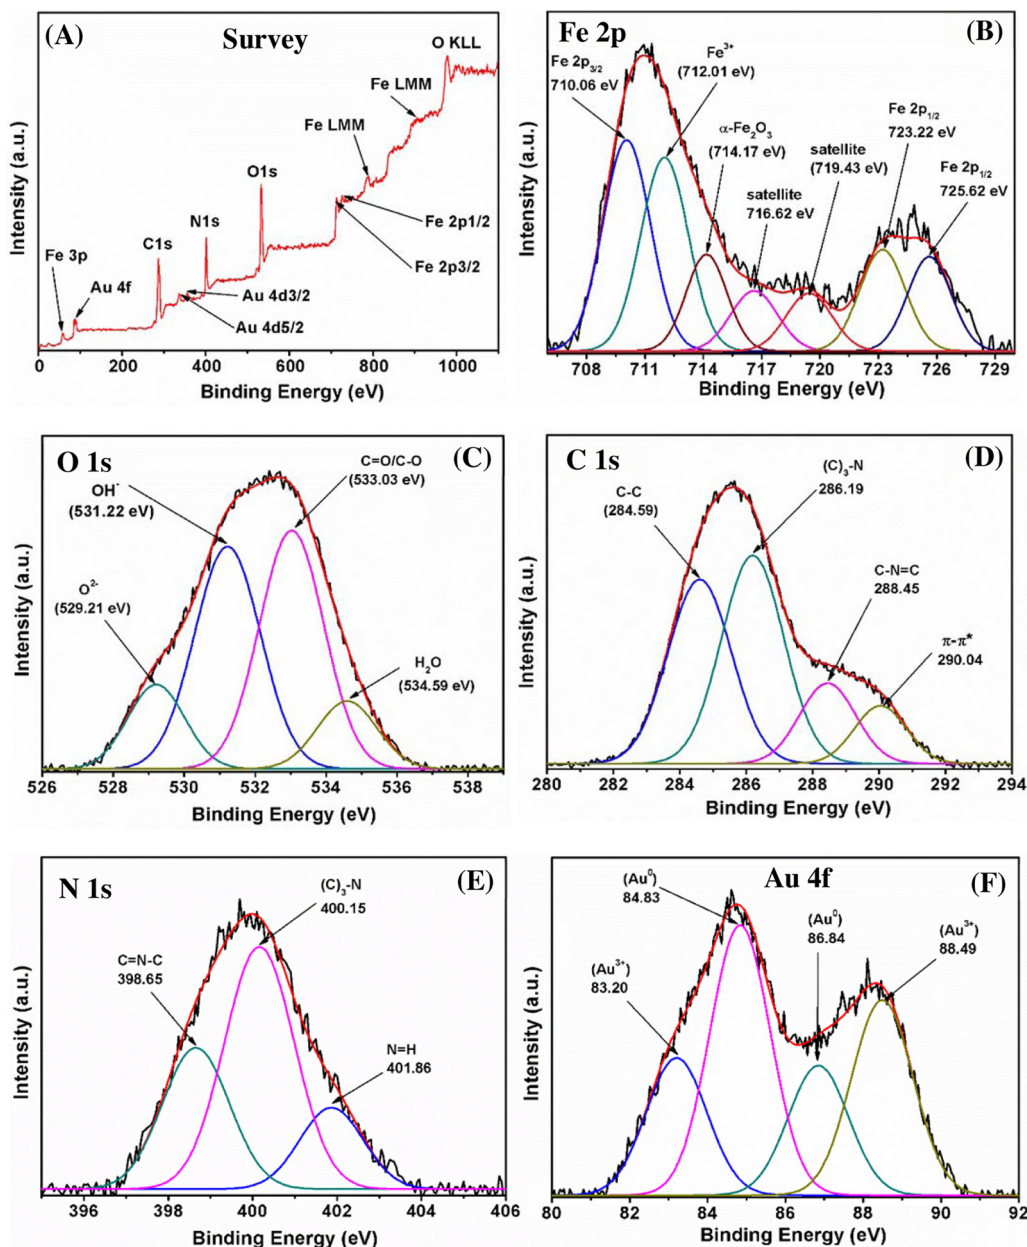 (A)
Survey
O KLL
Fe LMM
Fe LMM
O1s
N1s
C1s
Fe 3p
Au 4f
Fe 2p1/2
Fe 2p3/2
Au 4d3/2
Au 4d5/2
Intensity (a.u.)
0 200 400 600 800 1000
Binding Energy (eV)
Fe 2p
(B)
Fe 2p3/2
710.06 eV
Fe³⁺
(712.01 eV)
α-Fe₂O₃
(714.17 eV)
satellite
716.62 eV
satellite
(719.43 eV)
Fe 2p1/2
723.22 eV
Fe 2p1/2
725.62 eV
Intensity (a.u.)
708 711 714 717 720 723 726 729
Binding Energy (eV)
O 1s
(C)
OH⁻
(531.22 eV)
C=O/C-O
(533.03 eV)
O²⁻
(529.21 eV)
H₂O
(534.59 eV)
Intensity (a.u.)
526 528 530 532 534 536 538
Binding Energy (eV)
C 1s
(D)
C-C
(284.59)
(C)₃-N
286.19
C-N=C
288.45
π-π*
290.04
Intensity (a.u.)
280 282 284 286 288 290 292 294
Binding Energy (eV)
N 1s
(E)
(C)₃-N
400.15
C=N-C
398.65
N=H
401.86
Intensity (a.u.)
396 398 400 402 404 406
Binding Energy (eV)
Au 4f
(F)
(Au⁰)
84.83
(Au⁰)
86.84
(Au³⁺)
88.49
(Au³⁺)
83.20
Intensity (a.u.)
80 82 84 86 88 90 92
Binding Energy (eV)